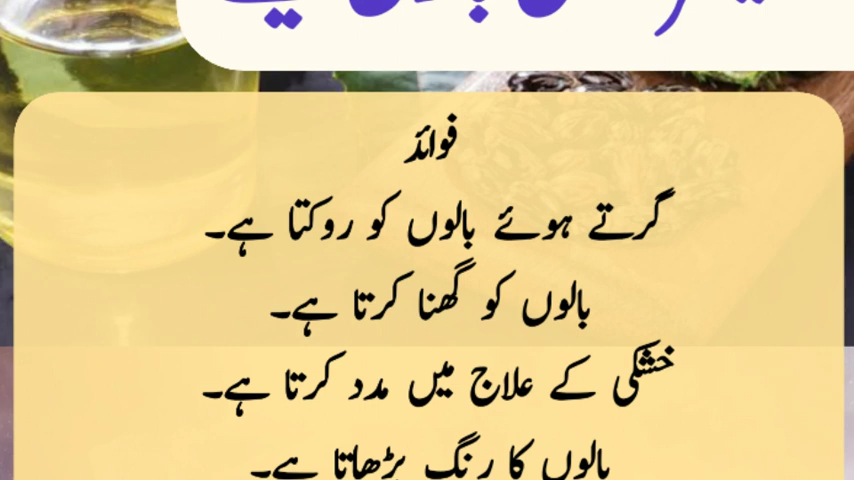 فوائد
گرتے ہوئے بالوں کو روکتا ہے۔
بالوں کو گھنا کرتا ہے۔
خشکی کے علاج میں مدد کرتا ہے۔
بالوں کا رنگ بڑھاتا ہے۔